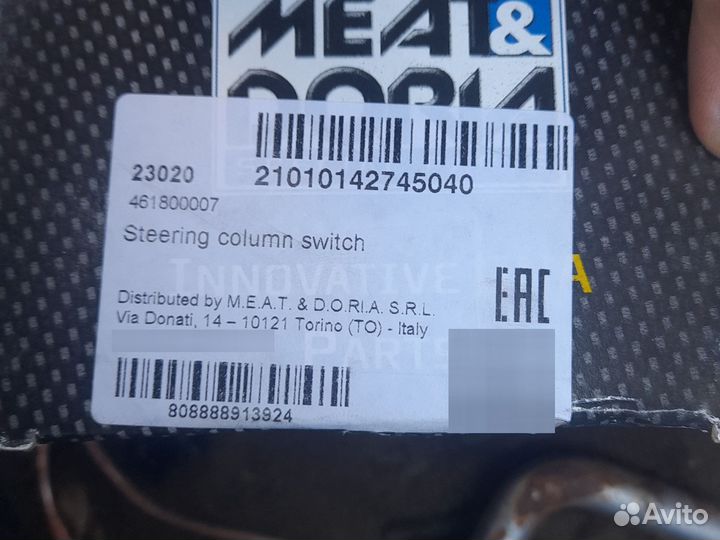 MEAT&
DORIA
23020
21010142745040
461800007
Steering column switch
INNOVATIVE
A
Distributed by M.E.A.T. & D.O.R.I.A. S.R.L.
Via Donati, 14 – 10121 Torino (TO) - Italy
EAC
PARTS
808888913924
Avito